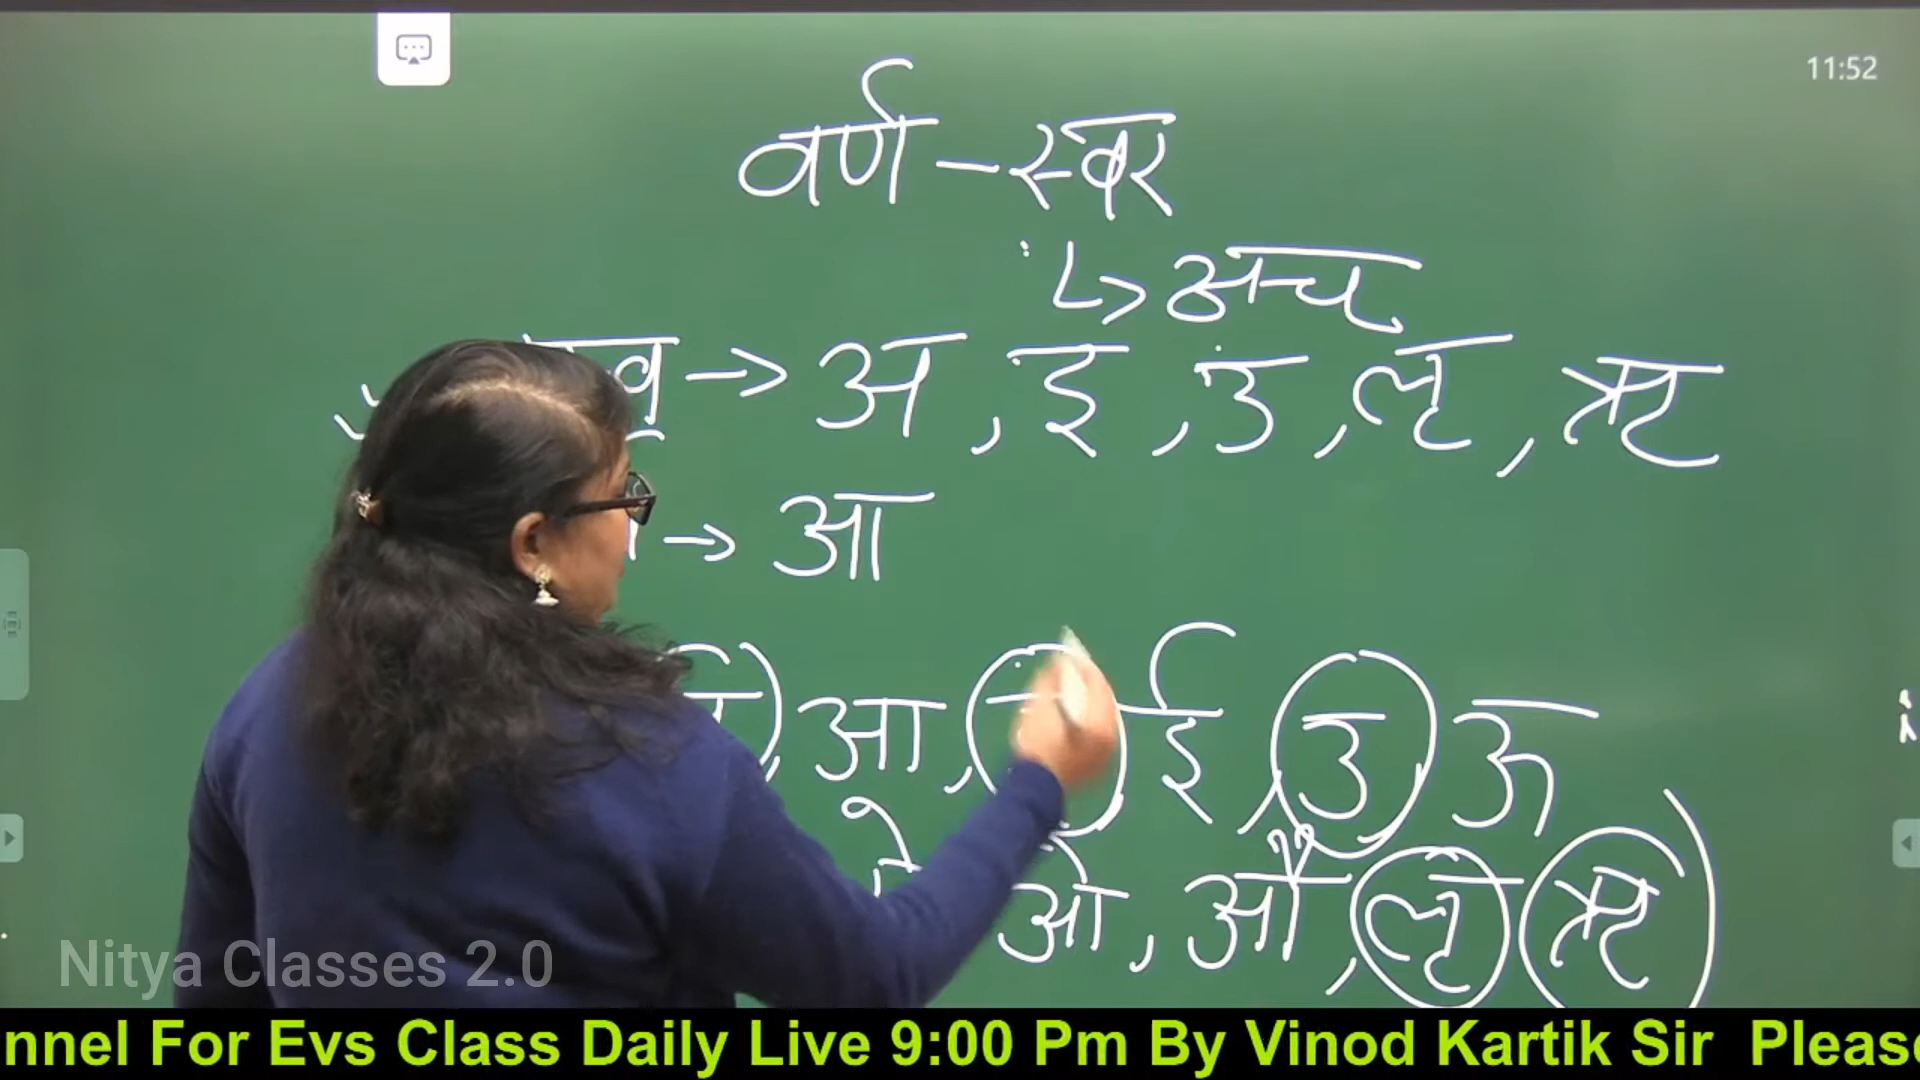 11:52
वर्ण – स्वर
↳ अच
→ अ, इ, उ, लृ, ऋ
→ आ
आ, ई, उ ऊ
ओ, औ, लृ ऋ
Nitya Classes 2.0
nnel For Evs Class Daily Live 9:00 Pm By Vinod Kartik Sir Please